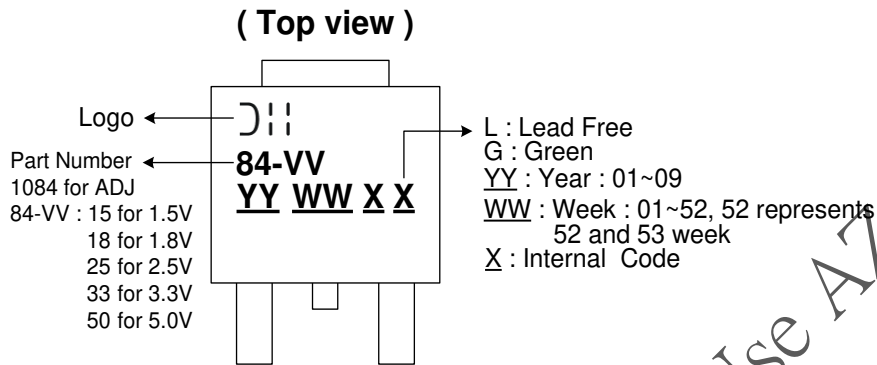 ( Top view )
Logo
Part Number
1084 for ADJ
84-VV : 15 for 1.5V
18 for 1.8V
25 for 2.5V
33 for 3.3V
50 for 5.0V
84-VV
YY WW X X
L : Lead Free
G : Green
YY : Year : 01~09
WW : Week : 01~52, 52 represents
52 and 53 week
X : Internal Code
Use AZ